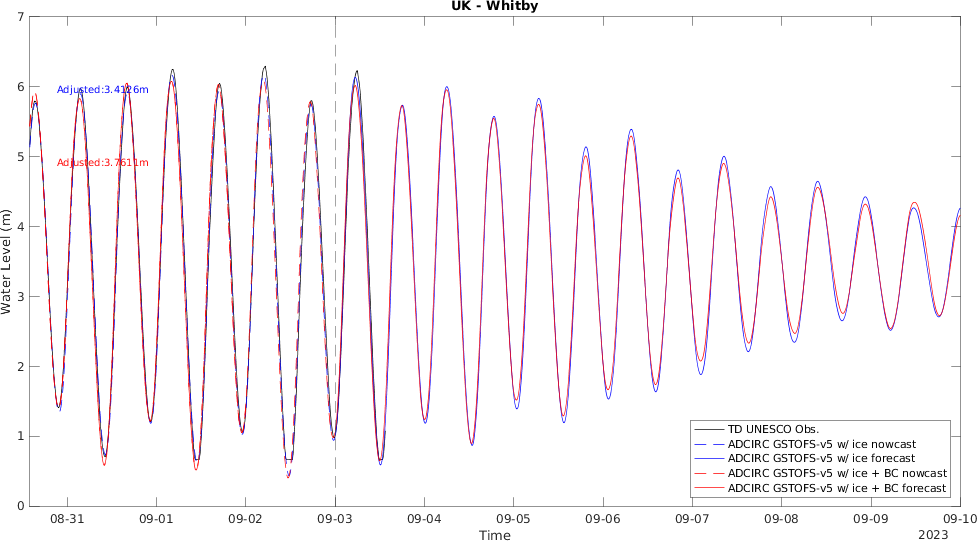 UK - Whitby
7
6
5
4
3
2
1
0
Water Level (m)
Adjusted:3.4126m
Adjusted:3.7611m
TD UNESCO Obs.
ADCIRC GSTOFS-v5 w/ ice nowcast
ADCIRC GSTOFS-v5 w/ ice forecast
ADCIRC GSTOFS-v5 w/ ice + BC nowcast
ADCIRC GSTOFS-v5 w/ ice + BC forecast
08-31 09-01 09-02 09-03 09-04 09-05 09-06 09-07 09-08 09-09 09-10
Time
2023